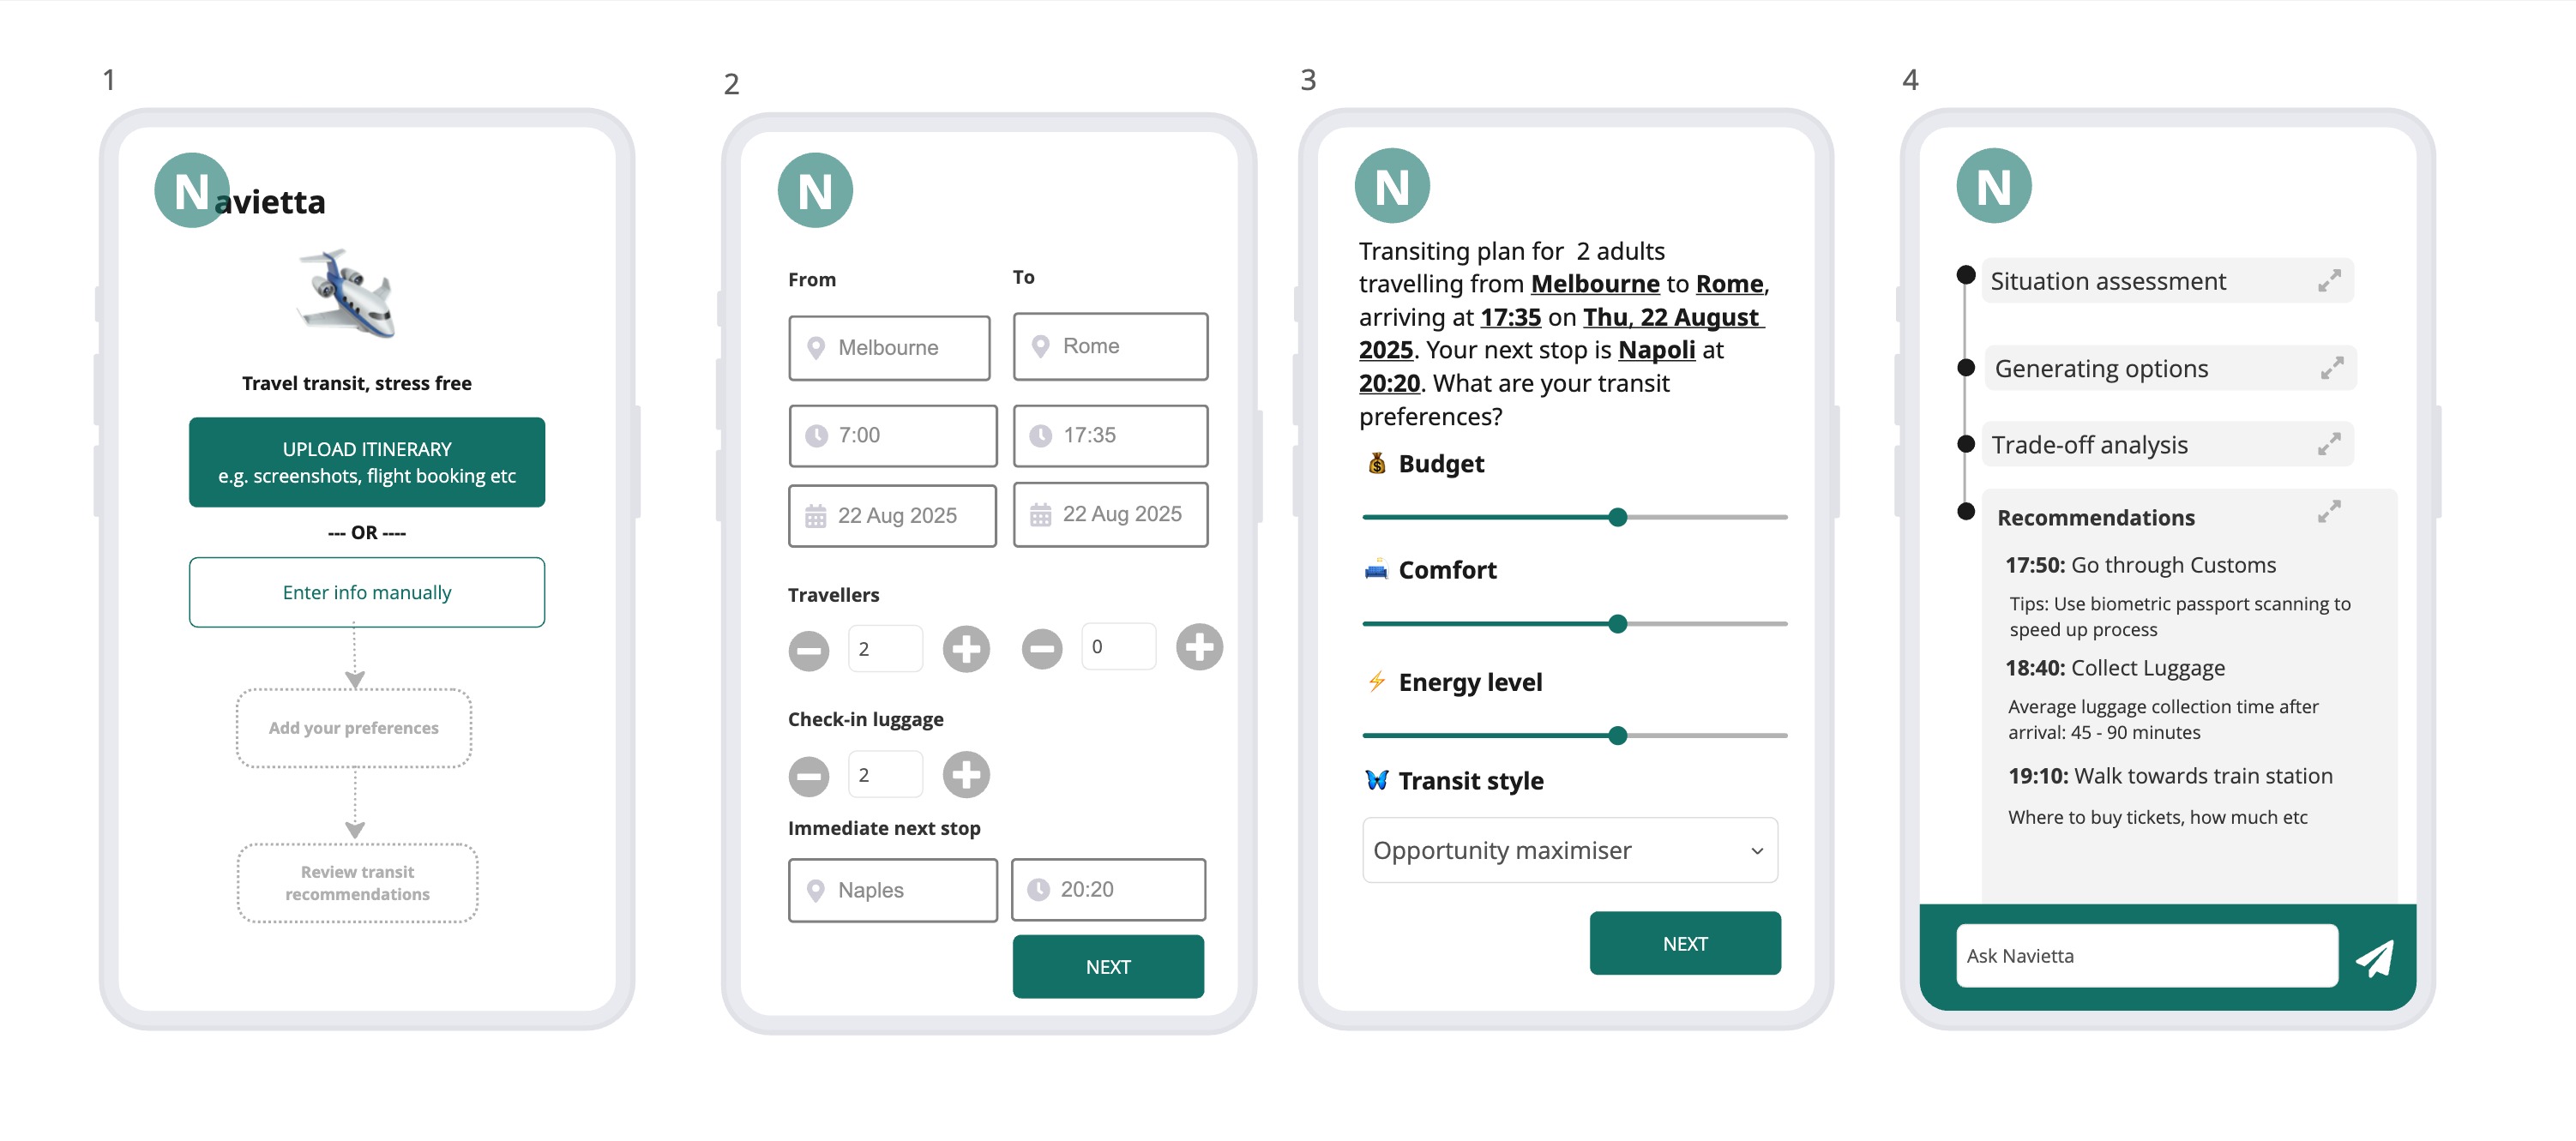 1
Navietta
Travel transit, stress free
UPLOAD ITINERARY
e.g. screenshots, flight booking etc
--- OR ----
Enter info manually
Add your preferences
Review transit
recommendations
2
N
From
To
Melbourne
Rome
7:00
17:35
22 Aug 2025
22 Aug 2025
Travellers
2
0
Check-in luggage
2
Immediate next stop
Naples
20:20
NEXT
3
N
Transiting plan for  2 adults
travelling from Melbourne to Rome,
arriving at 17:35 on Thu, 22 August
2025. Your next stop is Napoli at
20:20. What are your transit
preferences?
Budget
Comfort
Energy level
Transit style
Opportunity maximiser
NEXT
4
N
Situation assessment
Generating options
Trade-off analysis
Recommendations
17:50: Go through Customs
Tips: Use biometric passport scanning to
speed up process
18:40: Collect Luggage
Average luggage collection time after
arrival: 45 - 90 minutes
19:10: Walk towards train station
Where to buy tickets, how much etc
Ask Navietta